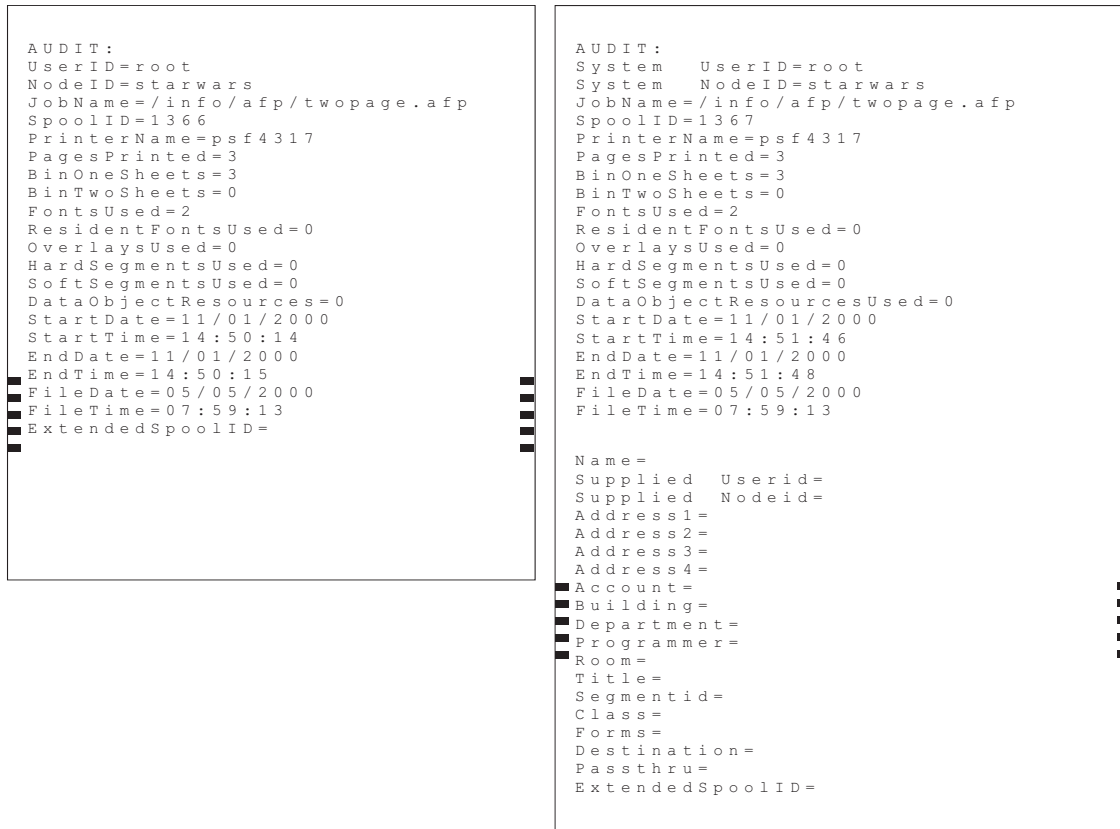 AUDIT:
UserID=root
NodeID=starwars
JobName=/info/afp/twopage.afp
SpoolID=1366
PrinterName=psf4317
PagesPrinted=3
BinOneSheets=3
BinTwoSheets=0
FontsUsed=2
ResidentFontsUsed=0
OverlaysUsed=0
HardSegmentsUsed=0
SoftSegmentsUsed=0
DataObjectResources=0
StartDate=11/01/2000
StartTime=14:50:14
EndDate=11/01/2000
EndTime=14:50:15
FileDate=05/05/2000
FileTime=07:59:13
ExtendedSpoolID=
AUDIT:
System UserID=root
System NodeID=starwars
JobName=/info/afp/twopage.afp
SpoolID=1367
PrinterName=psf4317
PagesPrinted=3
BinOneSheets=3
BinTwoSheets=0
FontsUsed=2
ResidentFontsUsed=0
OverlaysUsed=0
HardSegmentsUsed=0
SoftSegmentsUsed=0
DataObjectResourcesUsed=0
StartDate=11/01/2000
StartTime=14:51:46
EndDate=11/01/2000
EndTime=14:51:48
FileDate=05/05/2000
FileTime=07:59:13
Name=
Supplied Userid=
Supplied Nodeid=
Address1=
Address2=
Address3=
Address4=
Account=
Building=
Department=
Programmer=
Room=
Title=
Segmentid=
Class=
Forms=
Destination=
Passthru=
ExtendedSpoolID=